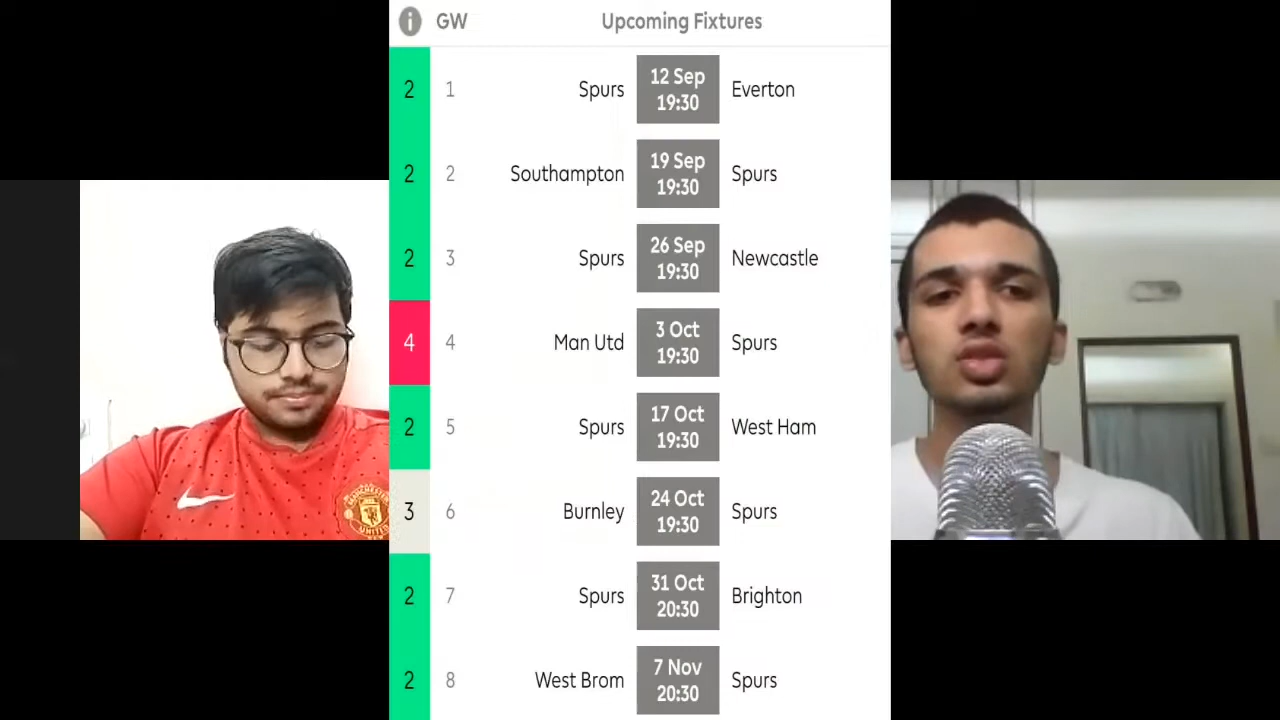 i GW Upcoming Fixtures
2 1 Spurs 12 Sep 19:30 Everton
2 2 Southampton 19 Sep 19:30 Spurs
2 3 Spurs 26 Sep 19:30 Newcastle
4 4 Man Utd 3 Oct 19:30 Spurs
2 5 Spurs 17 Oct 19:30 West Ham
3 6 Burnley 24 Oct 19:30 Spurs
2 7 Spurs 31 Oct 20:30 Brighton
2 8 West Brom 7 Nov 20:30 Spurs
MANCHESTER
UNITED